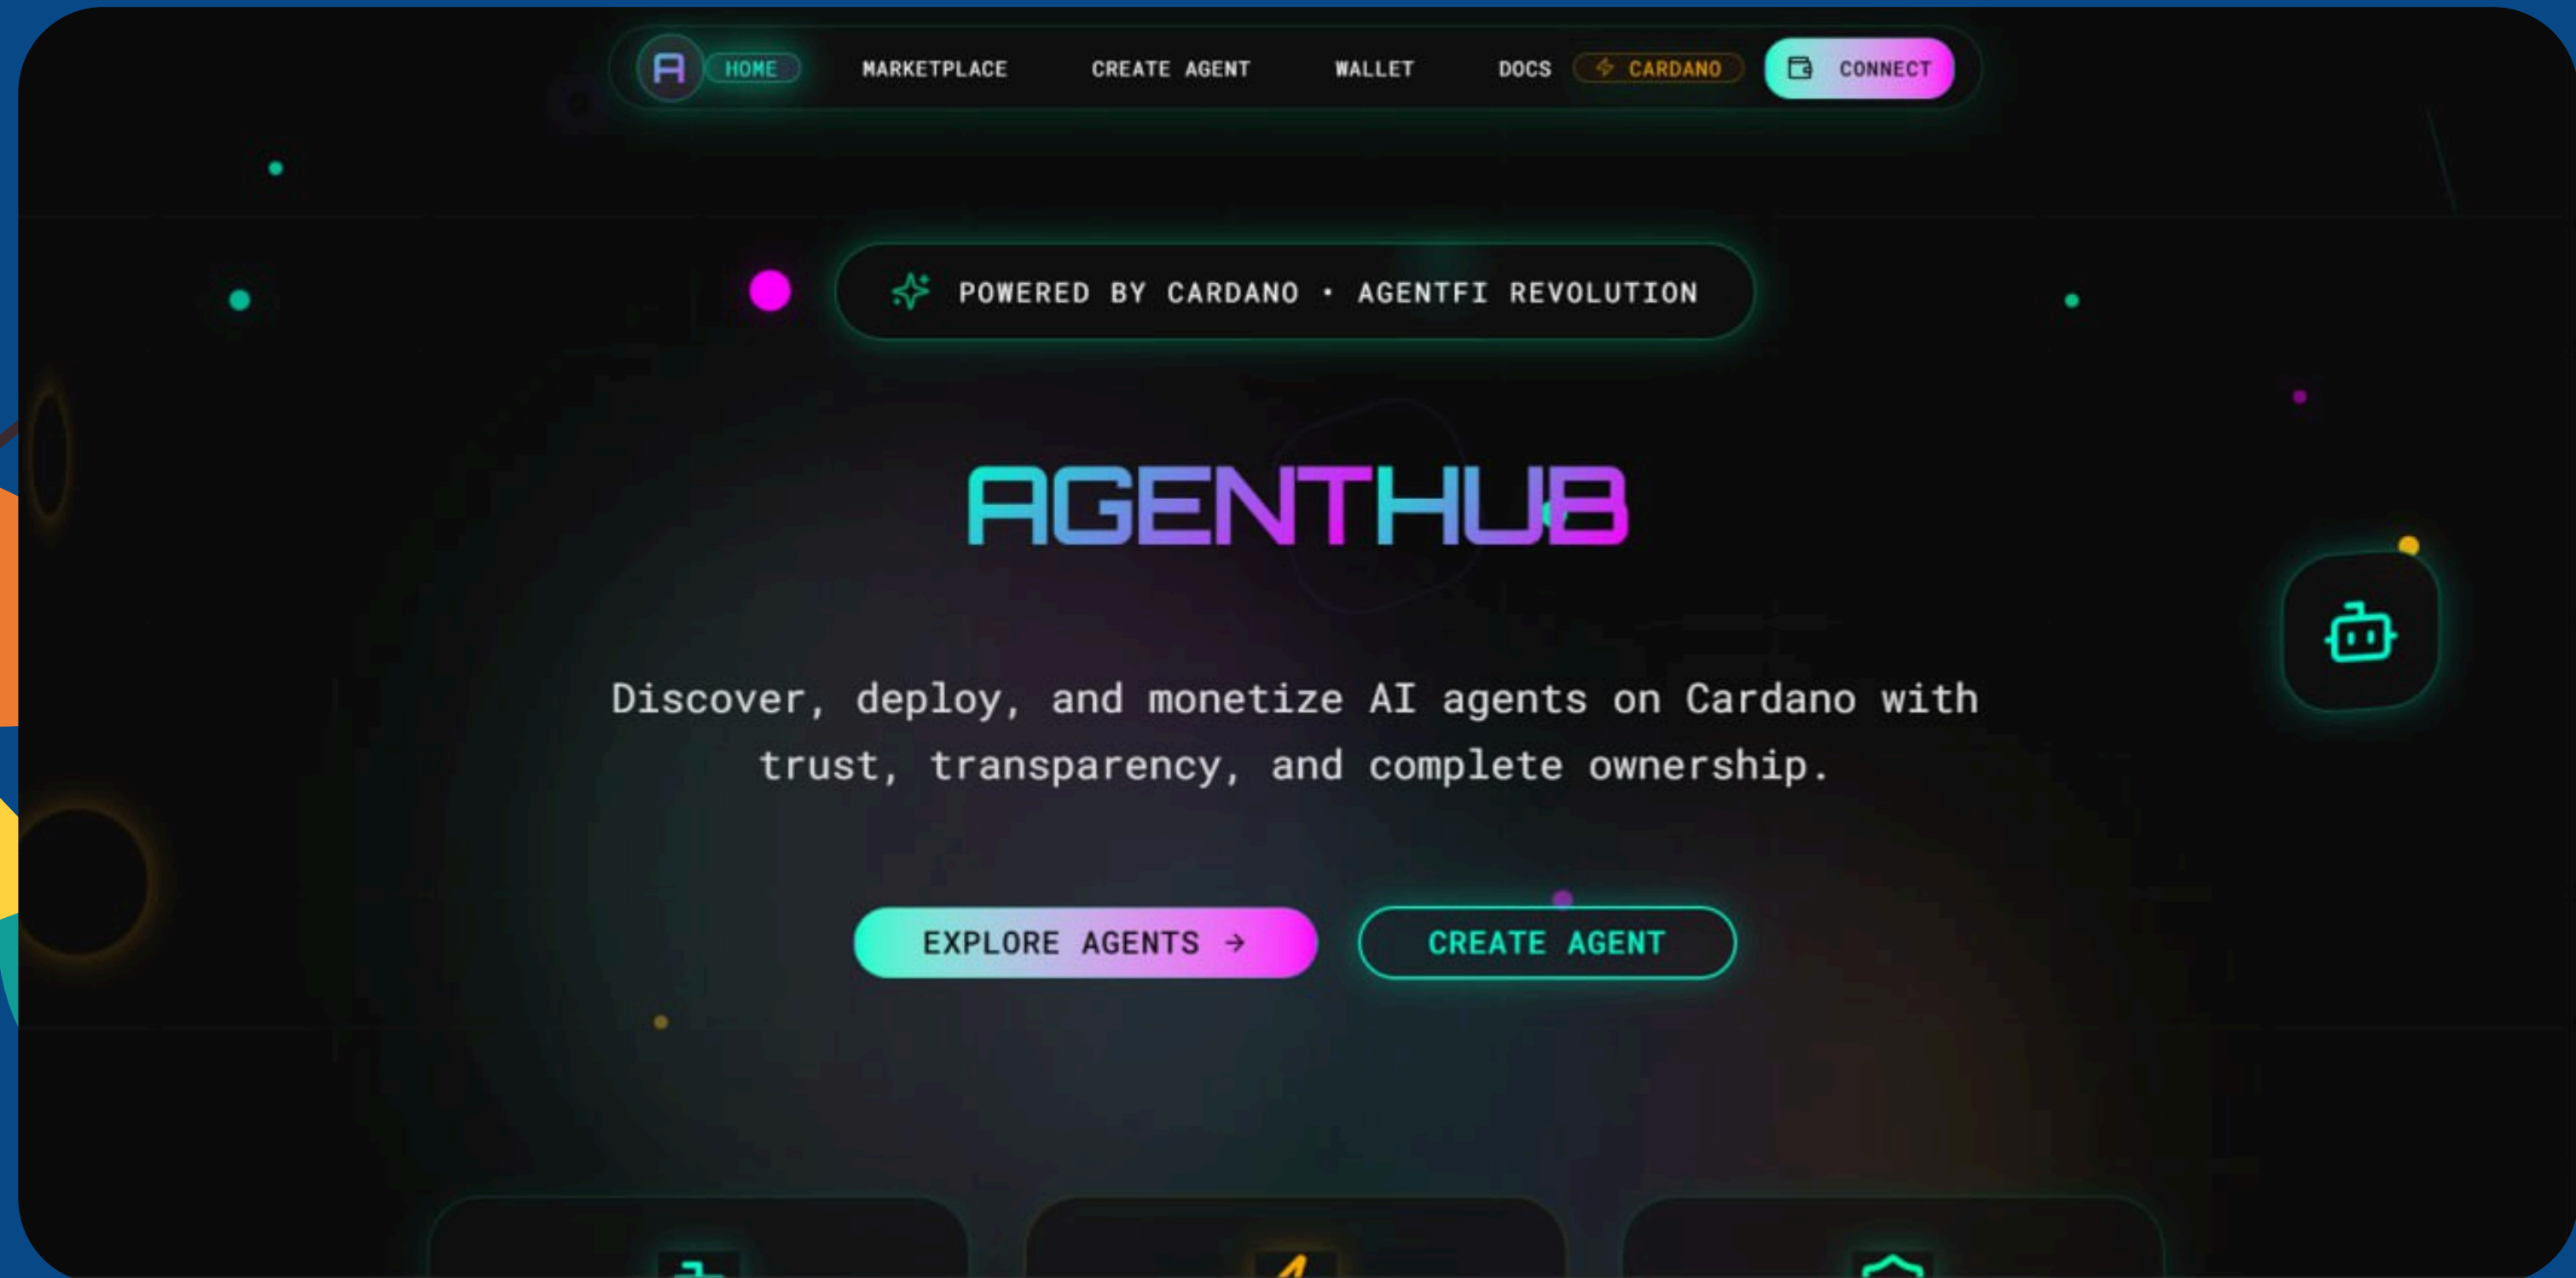 A HOME MARKETPLACE CREATE AGENT WALLET DOCS CARDANO CONNECT
POWERED BY CARDANO • AGENTFI REVOLUTION
AGENTHUB
Discover, deploy, and monetize AI agents on Cardano with
trust, transparency, and complete ownership.
EXPLORE AGENTS → CREATE AGENT